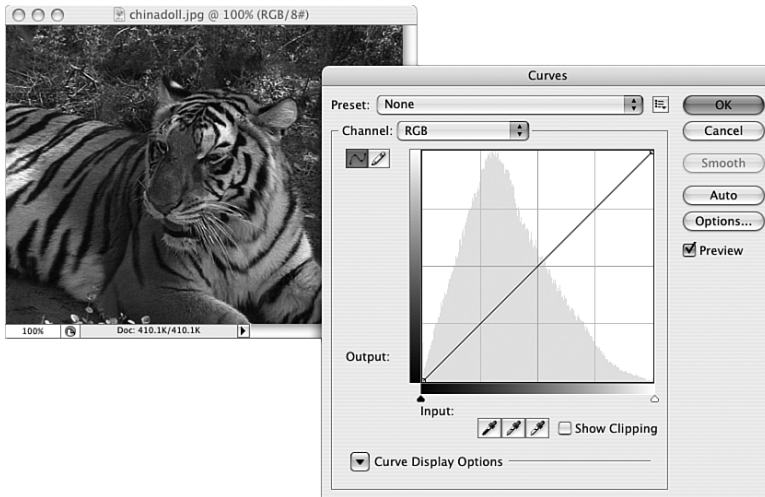 chinadoll.jpg @ 100% (RGB/8#)
100%
Doc: 410.1K/410.1K
Curves
Preset: None
OK
Channel: RGB
Cancel
Smooth
Auto
Options...
Preview
Output:
Input:
Show Clipping
Curve Display Options